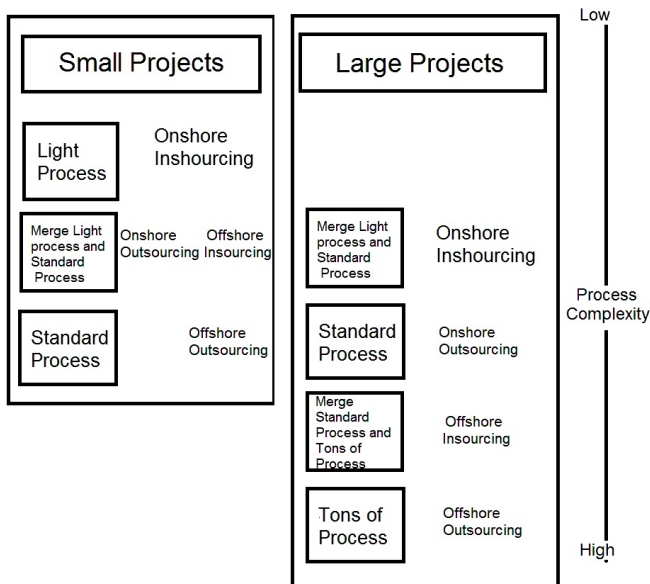 Small Projects
Light
Process
Onshore
Inshourcing
Merge Light
process and
Standard
Process
Onshore
Outsourcing
Offshore
Insourcing
Standard
Process
Offshore
Outsourcing
Large Projects
Merge Light
process and
Standard
Process
Onshore
Inshourcing
Standard
Process
Onshore
Outsourcing
Merge
Standard
Process and
Tons of
Process
Offshore
Insourcing
Tons of
Process
Offshore
Outsourcing
Low
Process
Complexity
High